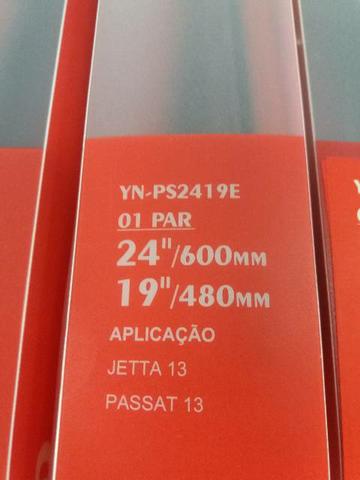 YN-PS2419E
01 PAR
24"/600MM
19"/480MM
APLICAÇÃO
JETTA 13
PASSAT 13
Y